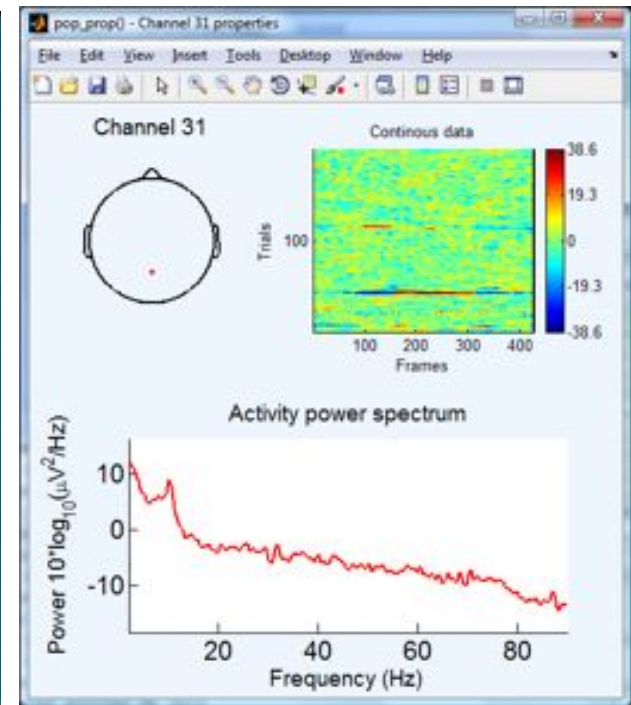 pop_prop() - Channel 31 properties
File Edit View Insert Tools Desktop Window Help
Channel 31
Continous data
Trials
100
100 200 300 400
Frames
38.6
19.3
0
-19.3
-38.6
Activity power spectrum
Power 10*log10(μV2/Hz)
10
0
-10
20 40 60 80
Frequency (Hz)